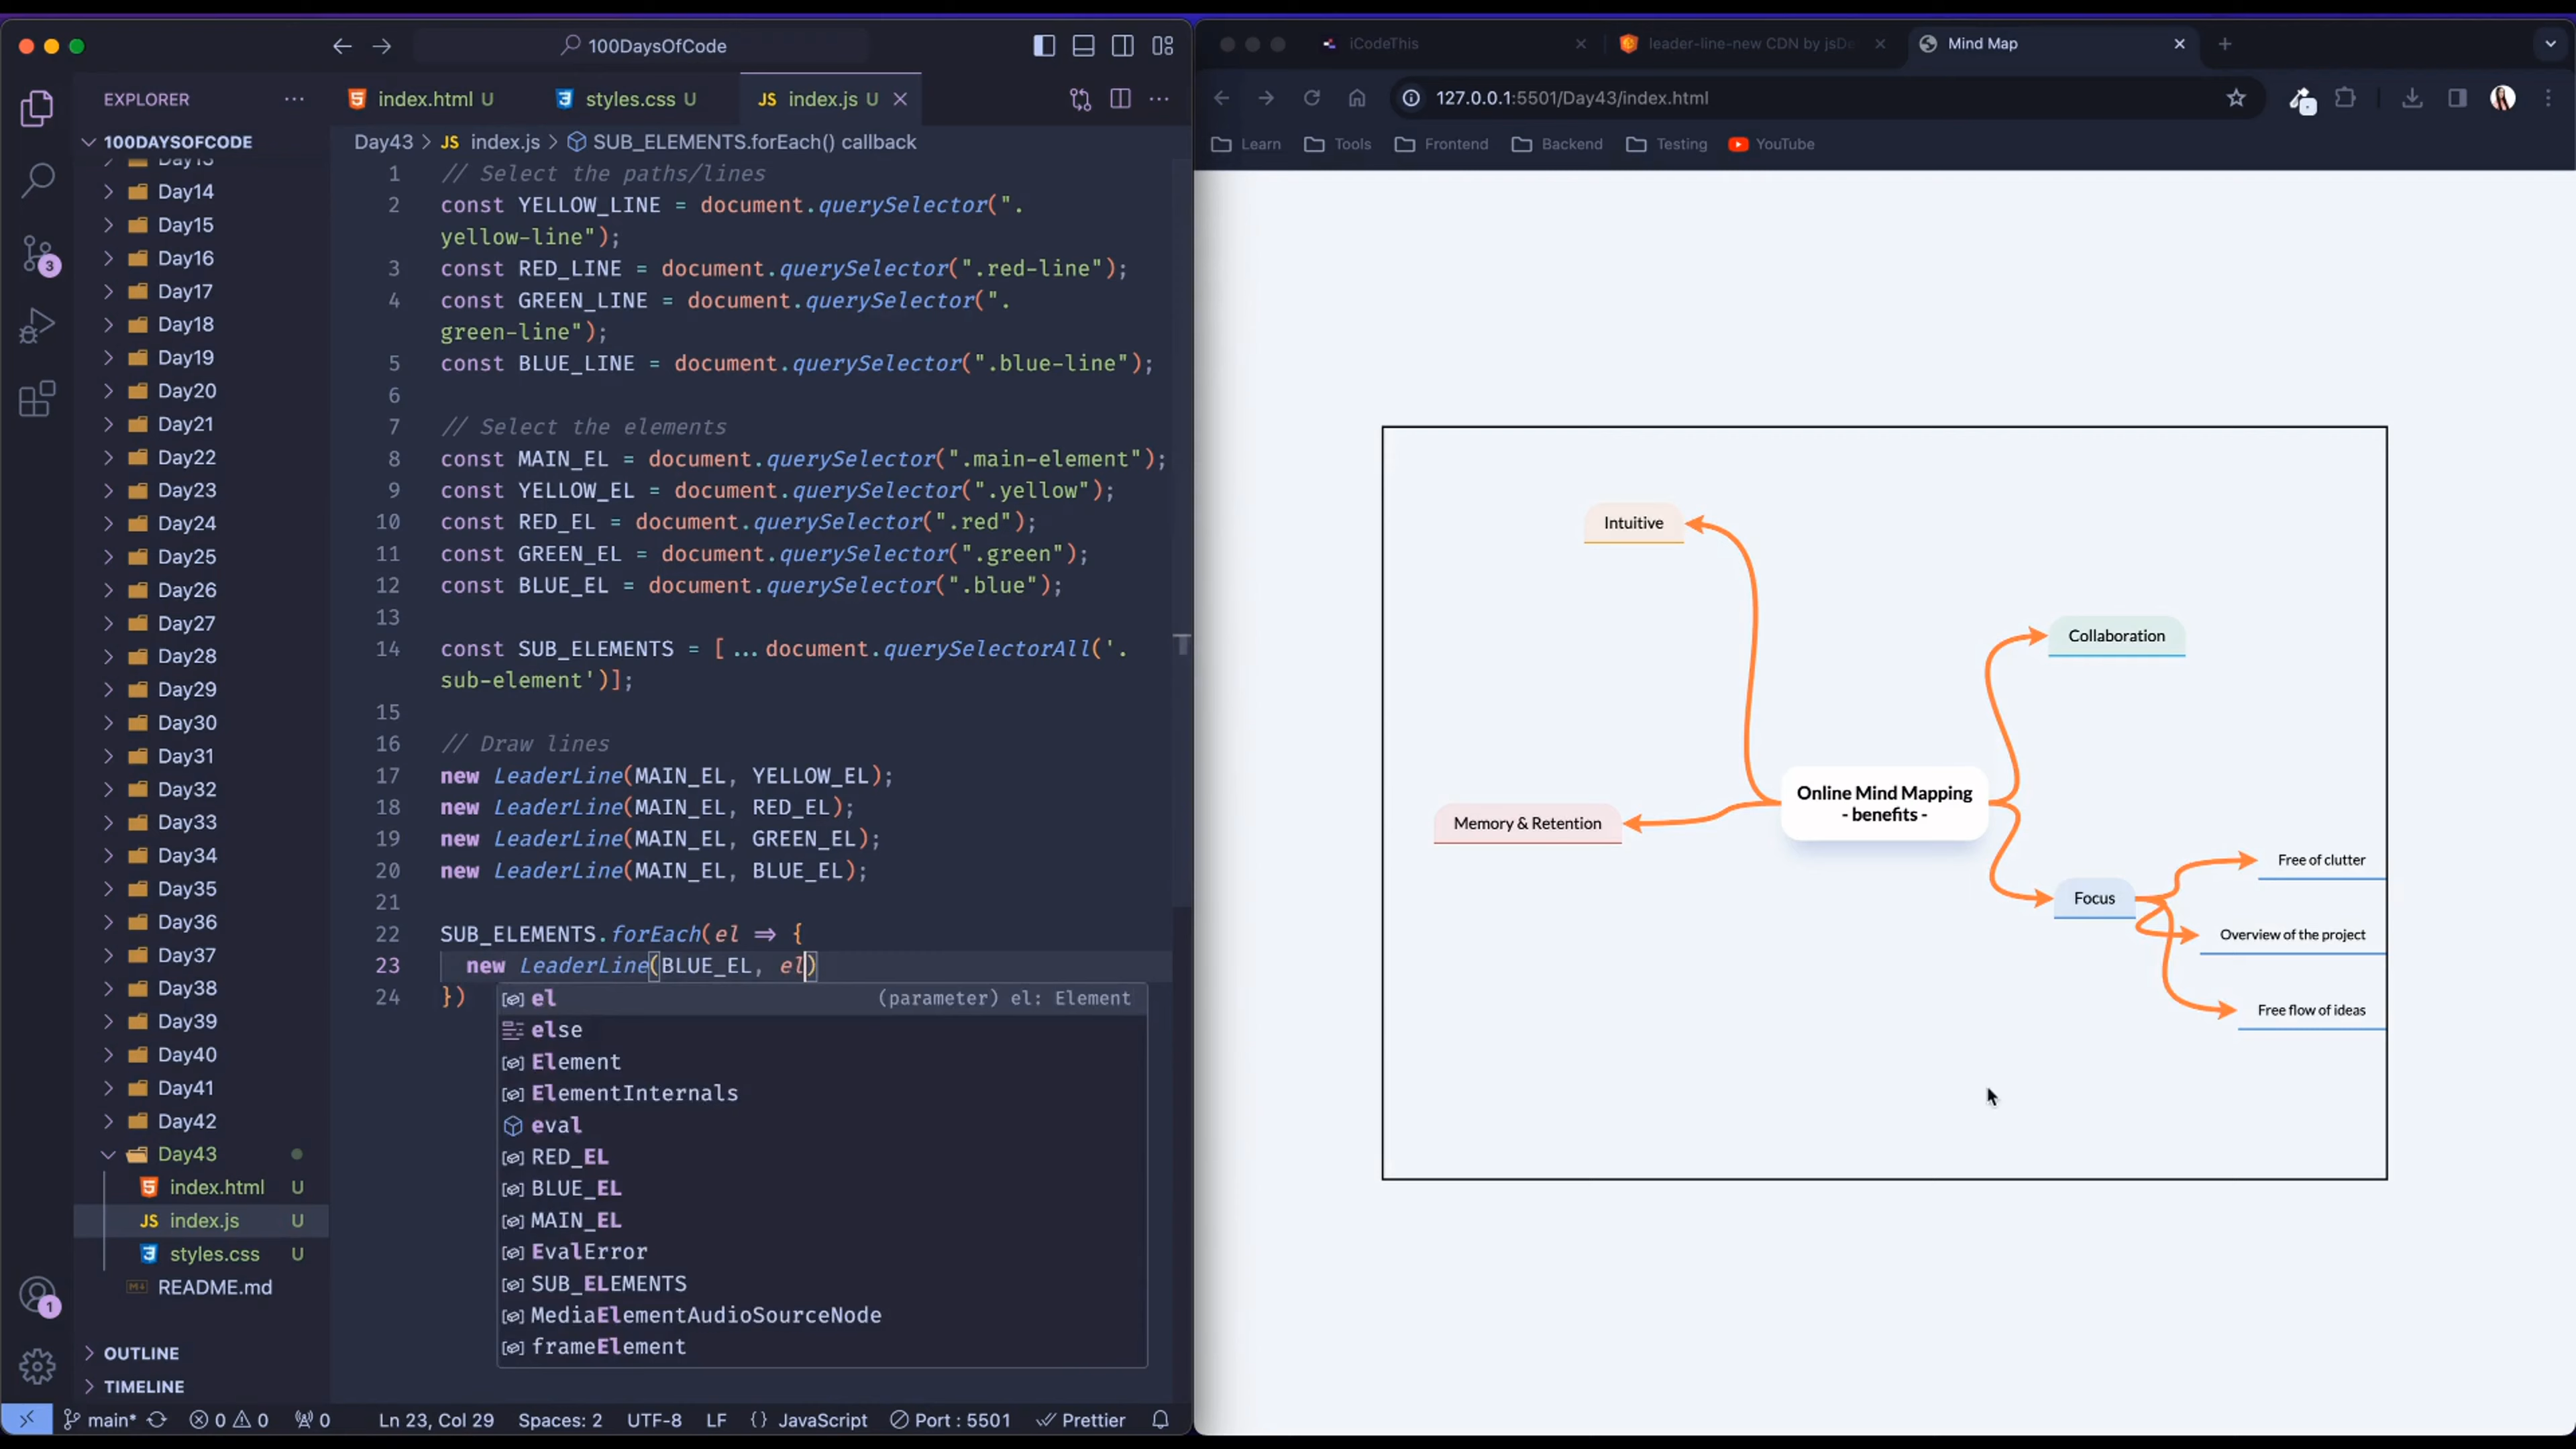 100DaysOfCode
EXPLORER
index.html U
styles.css U
JS index.js U
100DAYSOFCODE
Day43 > JS index.js > SUB_ELEMENTS.forEach() callback
Day13
Day14
Day15
Day16
Day17
Day18
Day19
Day20
Day21
Day22
Day23
Day24
Day25
Day26
Day27
Day28
Day29
Day30
Day31
Day32
Day33
Day34
Day35
Day36
Day37
Day38
Day39
Day40
Day41
Day42
Day43
index.html U
JS index.js U
styles.css U
README.md
OUTLINE
TIMELINE
3
1
1 // Select the paths/lines
2 const YELLOW_LINE = document.querySelector(".
yellow-line");
3 const RED_LINE = document.querySelector(".red-line");
4 const GREEN_LINE = document.querySelector(".
green-line");
5 const BLUE_LINE = document.querySelector(".blue-line");
6
7 // Select the elements
8 const MAIN_EL = document.querySelector(".main-element");
9 const YELLOW_EL = document.querySelector(".yellow");
10 const RED_EL = document.querySelector(".red");
11 const GREEN_EL = document.querySelector(".green");
12 const BLUE_EL = document.querySelector(".blue");
13
14 const SUB_ELEMENTS = [...document.querySelectorAll('.
sub-element')];
15
16 // Draw lines
17 new LeaderLine(MAIN_EL, YELLOW_EL);
18 new LeaderLine(MAIN_EL, RED_EL);
19 new LeaderLine(MAIN_EL, GREEN_EL);
20 new LeaderLine(MAIN_EL, BLUE_EL);
21
22 SUB_ELEMENTS.forEach(el => {
23 new LeaderLine(BLUE_EL, el)
24 })
el (parameter) el: Element
else
Element
ElementInternals
eval
RED_EL
BLUE_EL
MAIN_EL
EvalError
SUB_ELEMENTS
MediaElementAudioSourceNode
frameElement
main* 0 0 0 Ln 23, Col 29 Spaces: 2 UTF-8 LF {} JavaScript Port : 5501 Prettier
iCodeThis
leader-line-new CDN by jsDe
Mind Map
127.0.0.1:5501/Day43/index.html
Learn Tools Frontend Backend Testing YouTube
Intuitive
Collaboration
Online Mind Mapping
- benefits -
Memory & Retention
Free of clutter
Focus
Overview of the project
Free flow of ideas